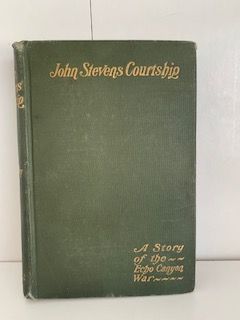 John Stevens Courtship
A Story
of the ~~
Echo Canyon
War ~~~~